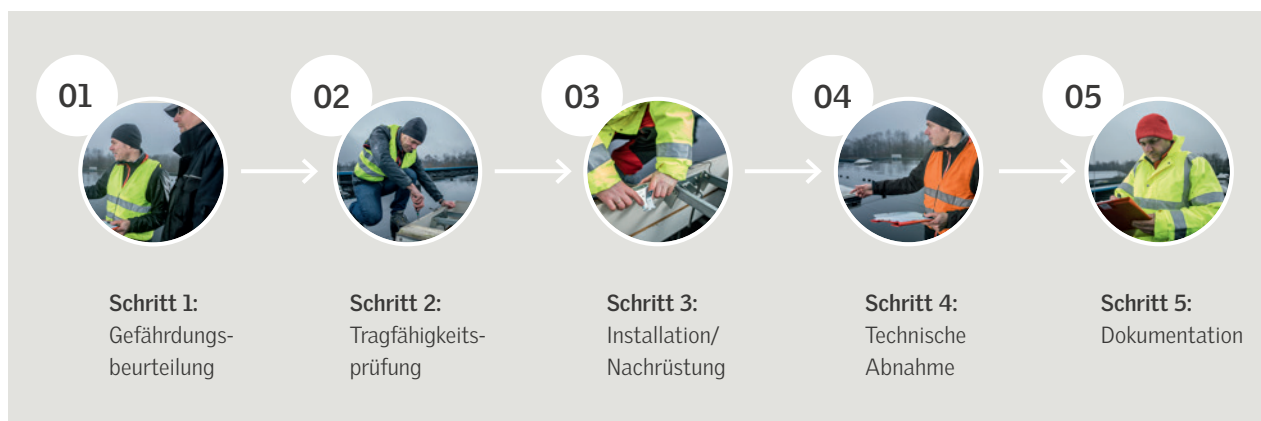 01
02
03
04
05
Schritt 1:
Gefährdungs-
beurteilung
Schritt 2:
Tragfähigkeits-
prüfung
Schritt 3:
Installation/
Nachrüstung
Schritt 4:
Technische
Abnahme
Schritt 5:
Dokumentation